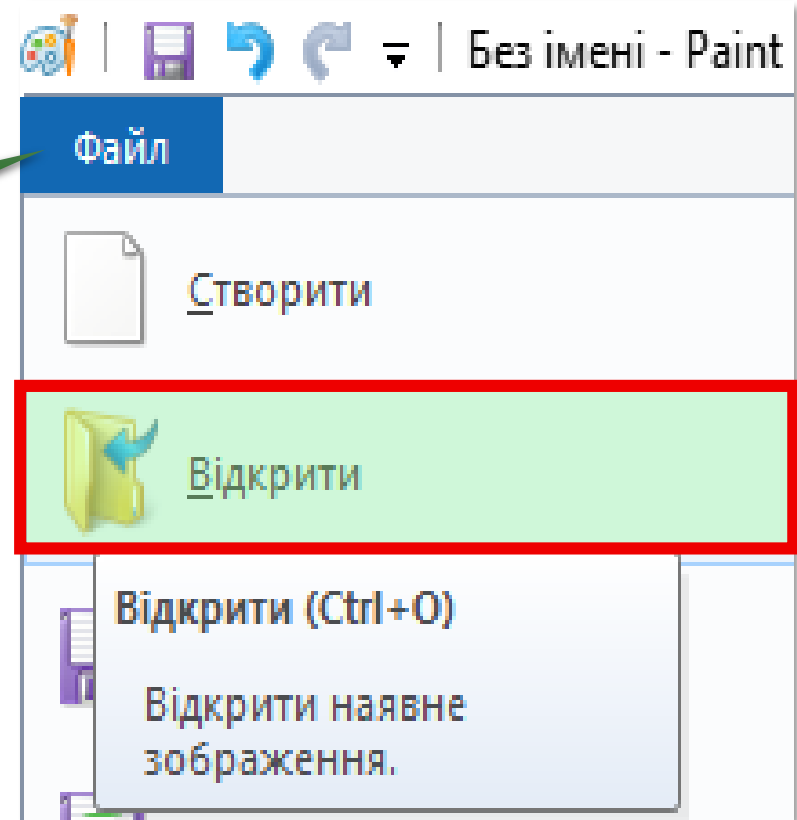 Без імені - Paint
Файл
Створити
Відкрити
Відкрити (Ctrl+O)
Відкрити наявне
зображення.